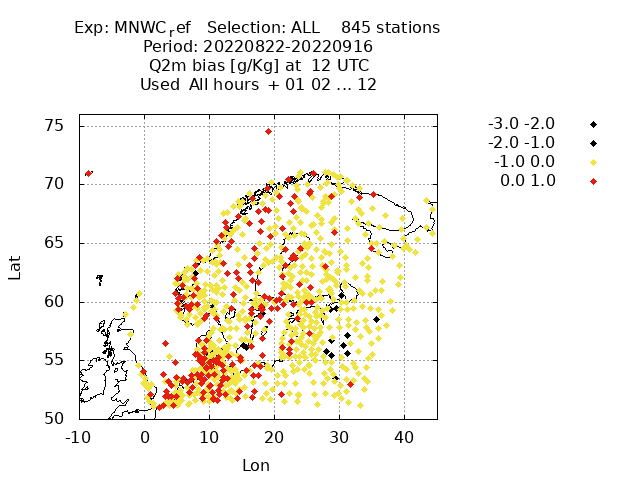 Exp: MNWCref Selection: ALL 845 stations
Period: 20220822-20220916
Q2m bias [g/Kg] at 12 UTC
Used All hours + 01 02 ... 12
-3.0 -2.0
-2.0 -1.0
-1.0 0.0
0.0 1.0
75
70
65
60
55
50
-10 0 10 20 30 40
Lat
Lon